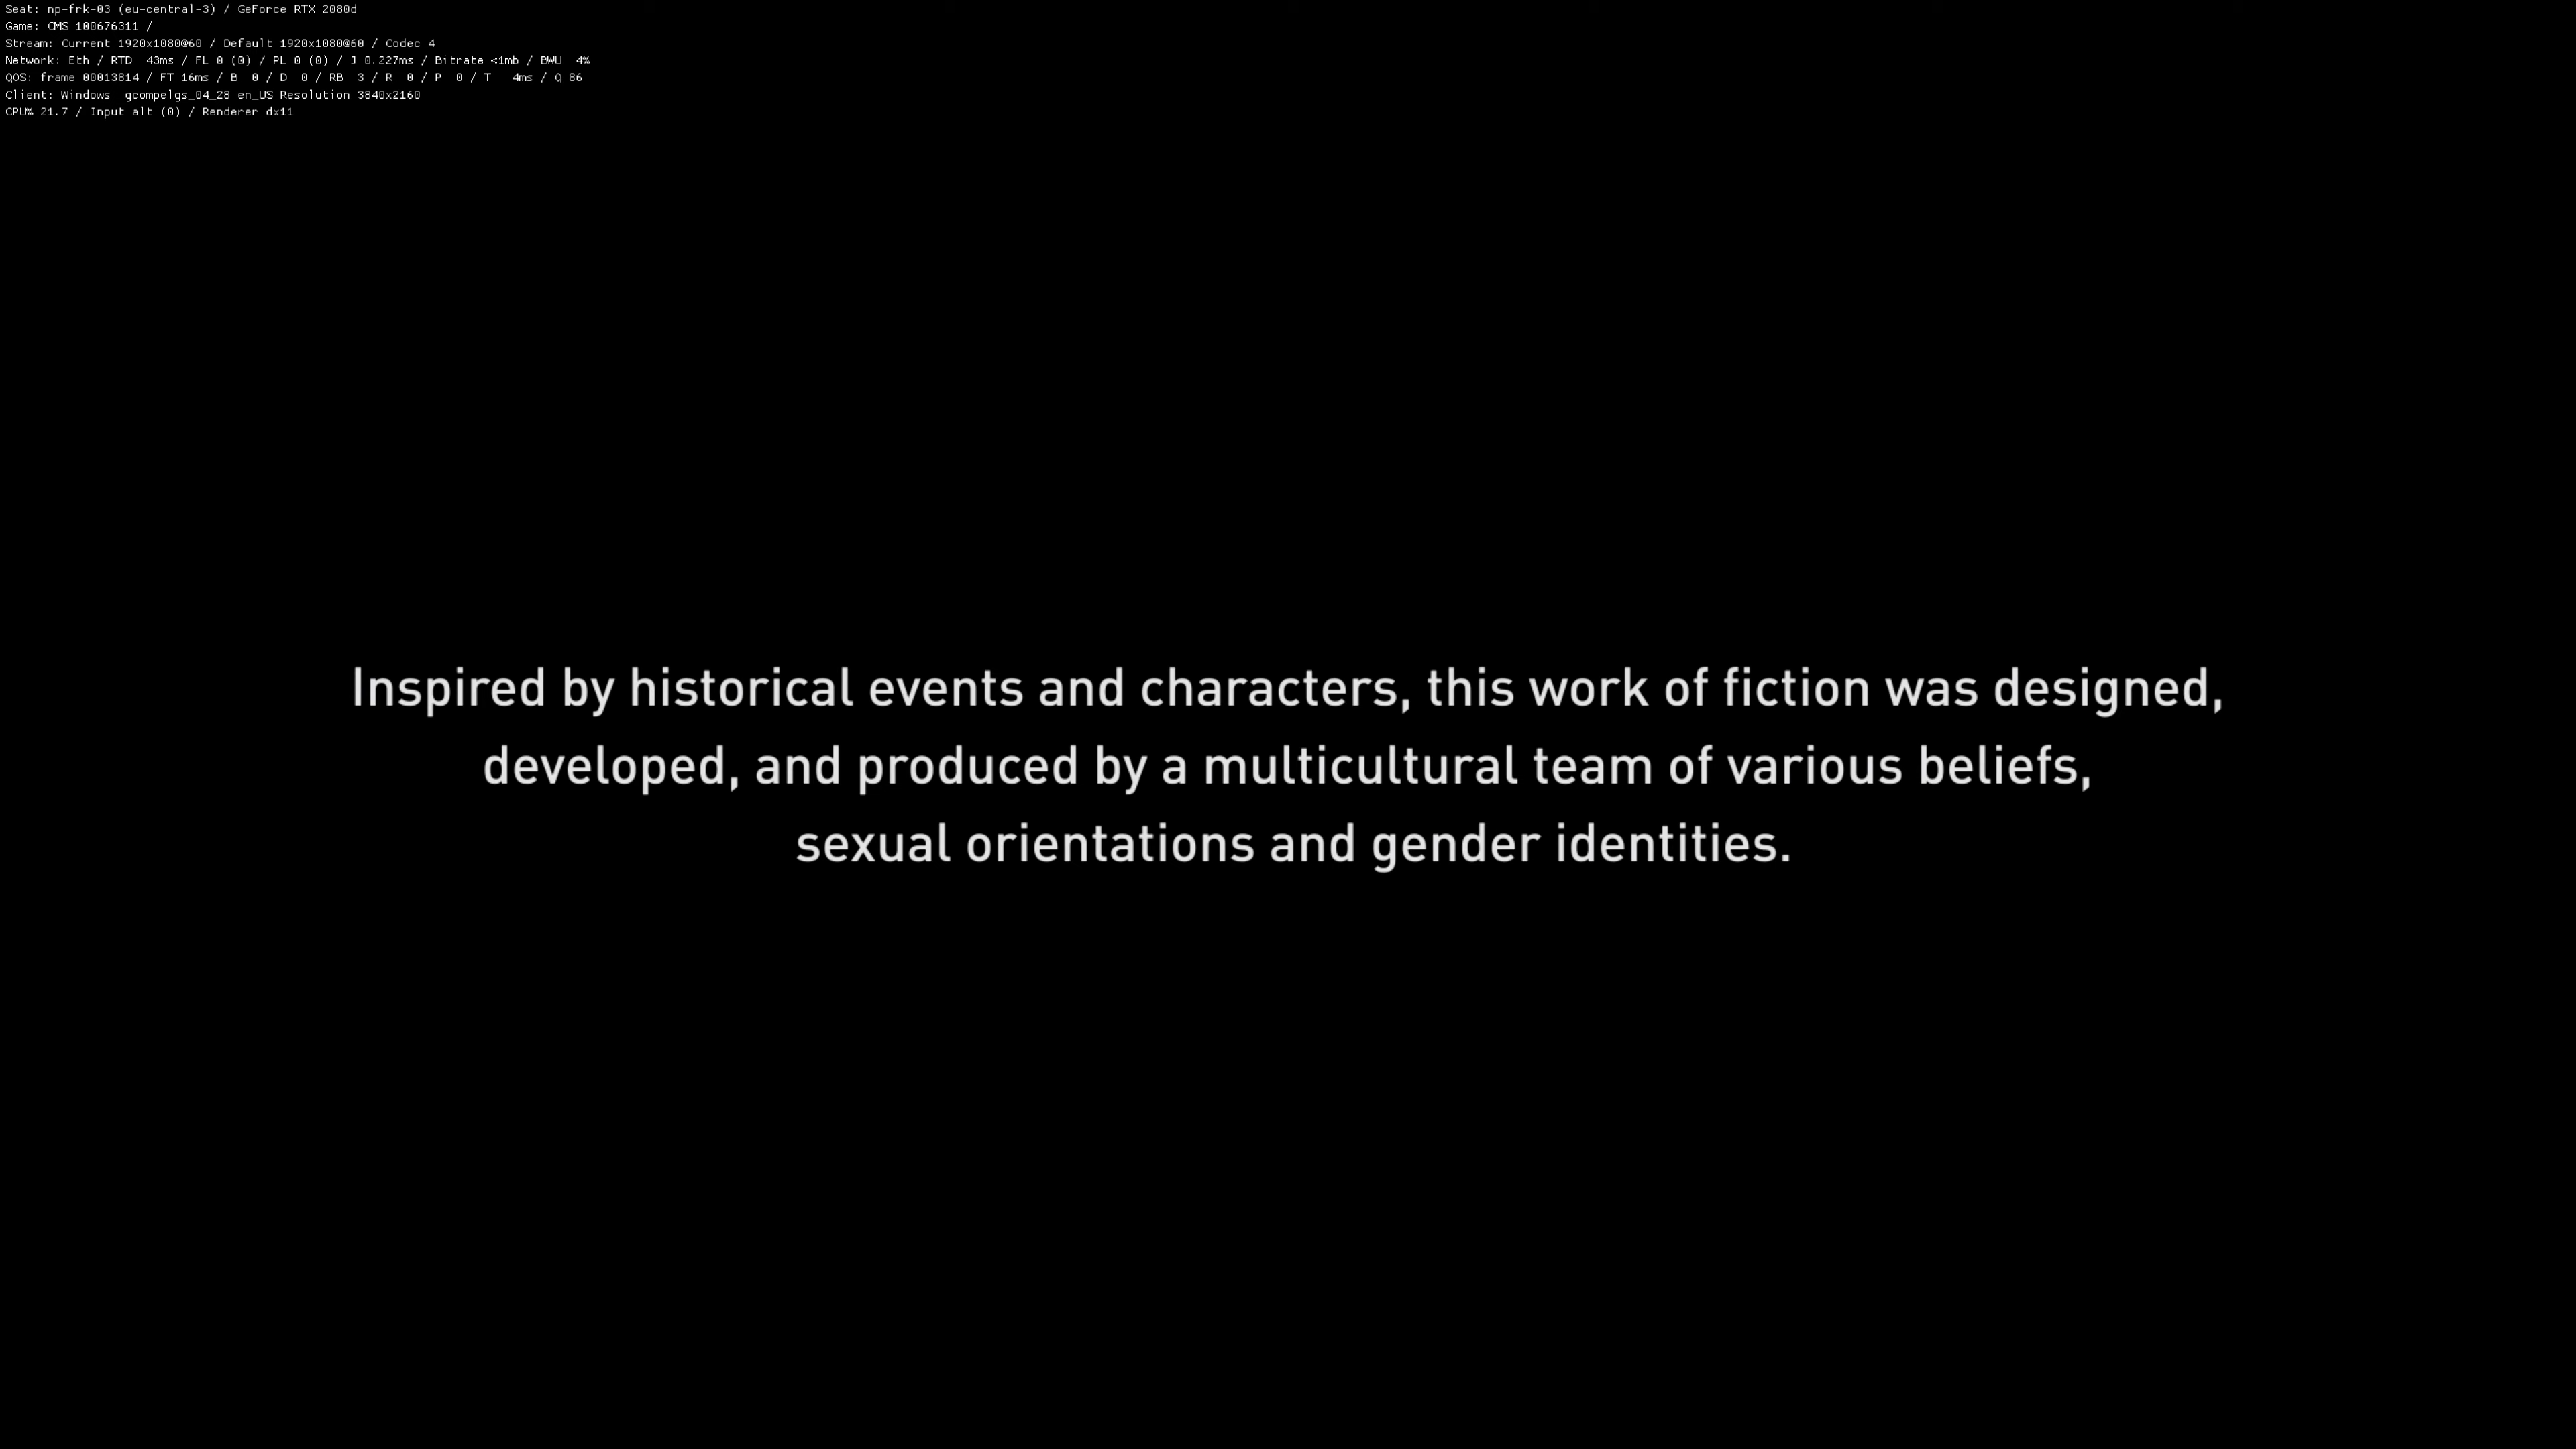 Seat: np-frk-03 (eu-central-3) / GeForce RTX 2080d
Game: CMS 100676311 /
Stream: Current 1920x1080@60 / Default 1920x1080@60 / Codec 4
Network: Eth / RTD 43ms / FL 0 (0) / PL 0 (0) / J 0.227ms / Bitrate <1mb / BWU 4%
QOS: frame 00013814 / FT 16ms / B 0 / D 0 / RB 3 / R 0 / P 0 / T 4ms / Q 86
Client: Windows gcompelgs_04_28 en_US Resolution 3840x2160
CPU% 21.7 / Input alt (0) / Renderer dx11
Inspired by historical events and characters, this work of fiction was designed,
developed, and produced by a multicultural team of various beliefs,
sexual orientations and gender identities.